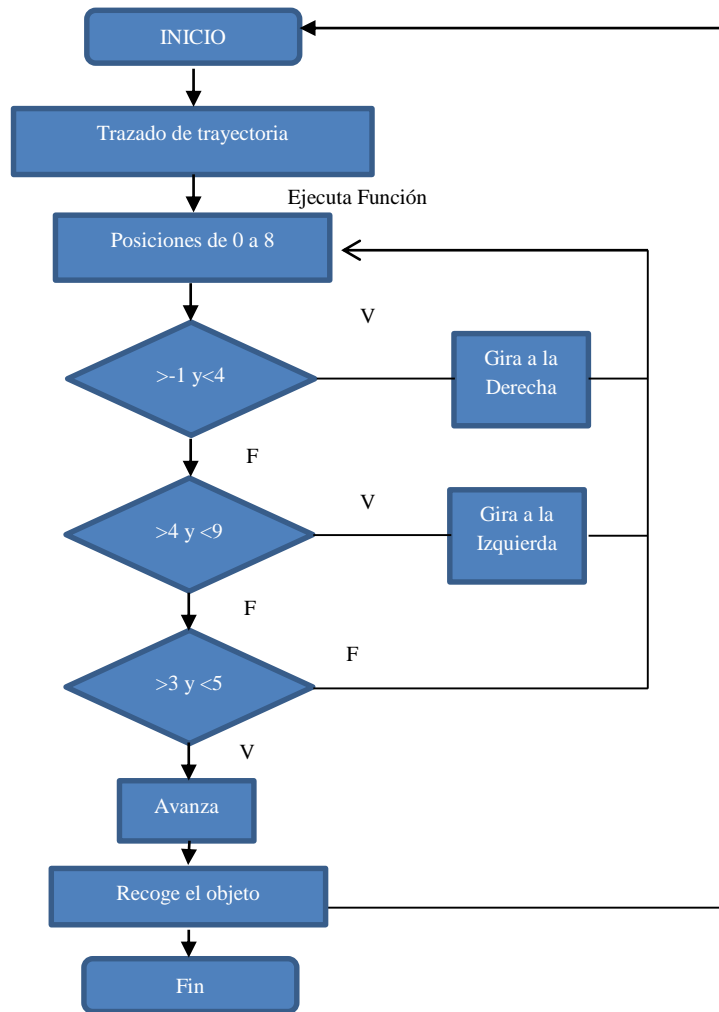 INICIO
Trazado de trayectoria
Ejecuta Función
Posiciones de 0 a 8
V
>-1 y<4
Gira a la
Derecha
F
V
>4 y <9
Gira a la
Izquierda
F
F
>3 y <5
V
Avanza
Recoge el objeto
Fin